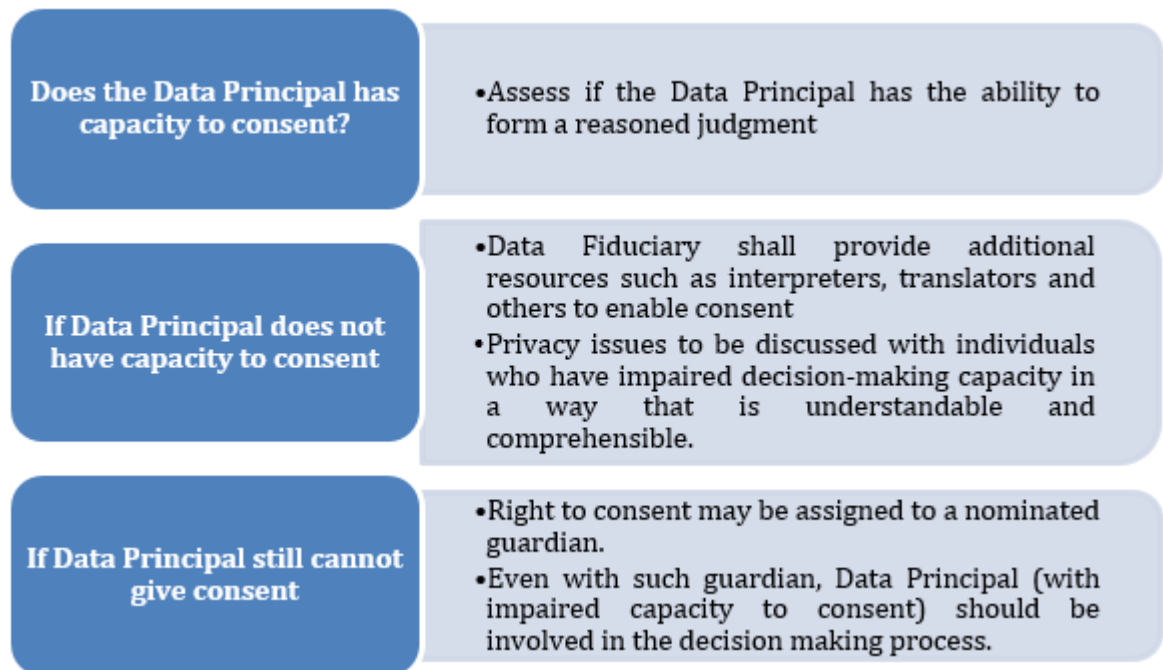 Does the Data Principal has
capacity to consent?
•Assess if the Data Principal has the ability to
form a reasoned judgment
If Data Principal does not
have capacity to consent
•Data Fiduciary shall provide additional
resources such as interpreters, translators and
others to enable consent
•Privacy issues to be discussed with individuals
who have impaired decision-making capacity in
a way that is understandable and
comprehensible.
If Data Principal still cannot
give consent
•Right to consent may be assigned to a nominated
guardian.
•Even with such guardian, Data Principal (with
impaired capacity to consent) should be
involved in the decision making process.